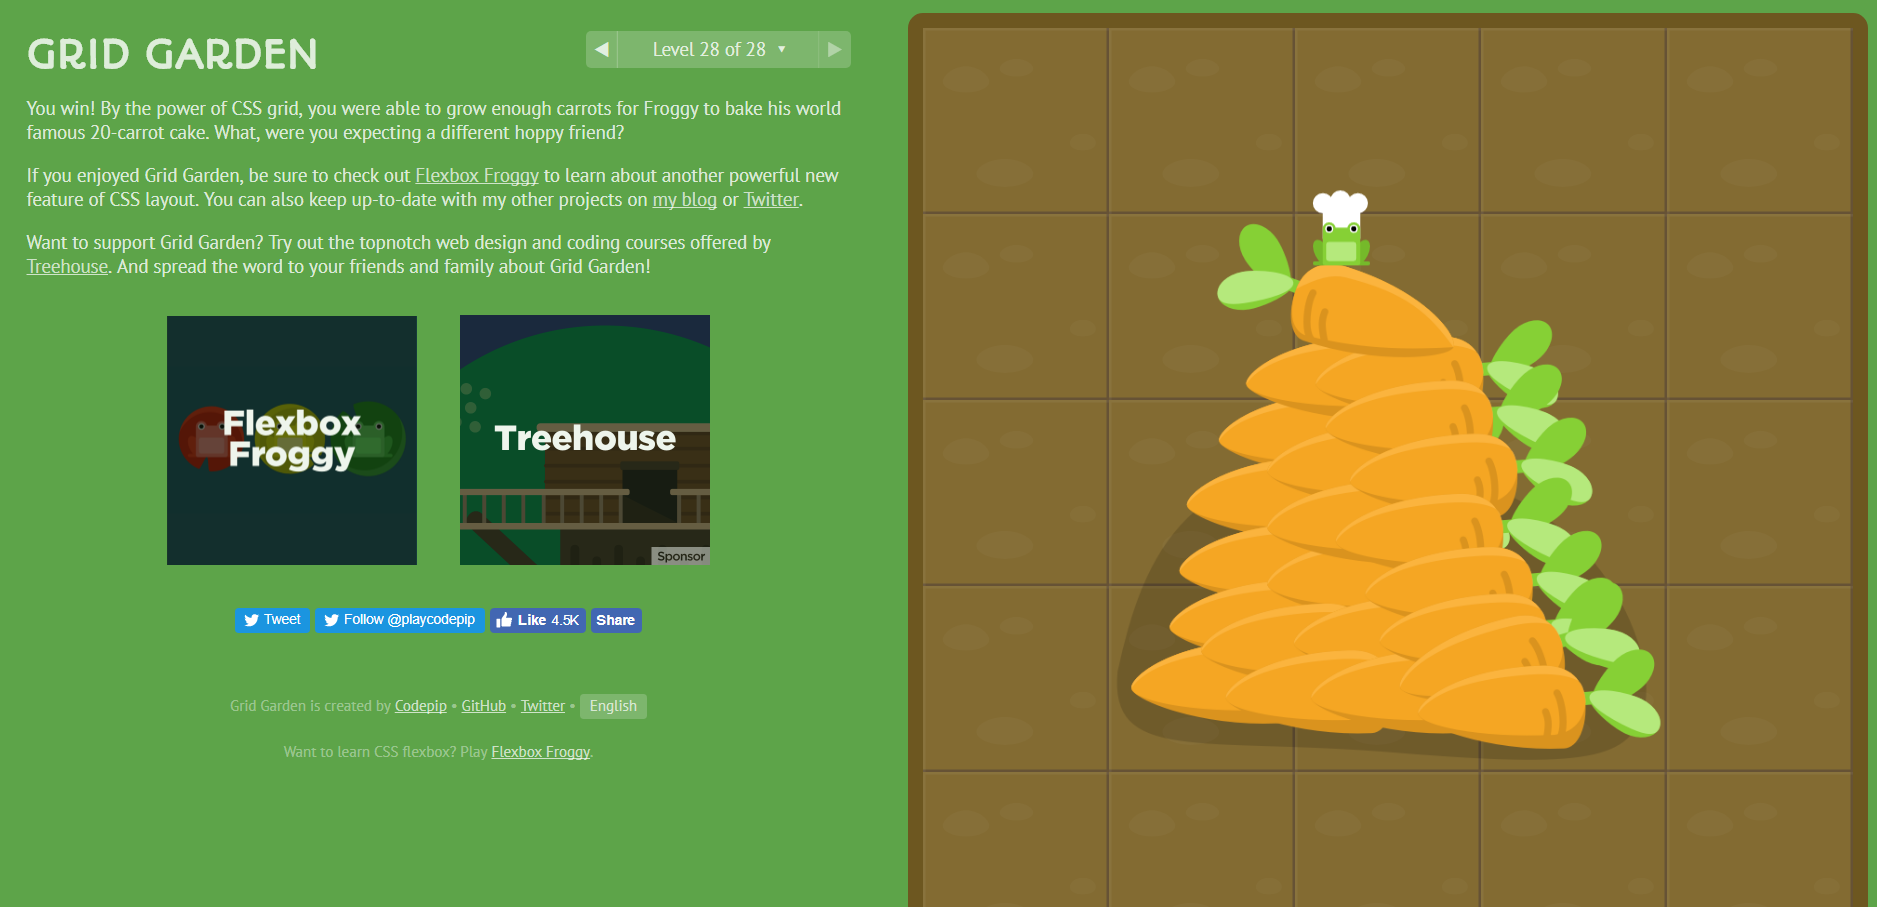 GRID GARDEN
◀ Level 28 of 28 ▼ ▶
You win! By the power of CSS grid, you were able to grow enough carrots for Froggy to bake his world
famous 20-carrot cake. What, were you expecting a different hoppy friend?
If you enjoyed Grid Garden, be sure to check out Flexbox Froggy to learn about another powerful new
feature of CSS layout. You can also keep up-to-date with my other projects on my blog or Twitter.
Want to support Grid Garden? Try out the topnotch web design and coding courses offered by
Treehouse. And spread the word to your friends and family about Grid Garden!
Flexbox
Froggy
Treehouse
Sponsor
Tweet Follow @playcodepip Like 4.5K Share
Grid Garden is created by Codepip • GitHub • Twitter • English
Want to learn CSS flexbox? Play Flexbox Froggy.